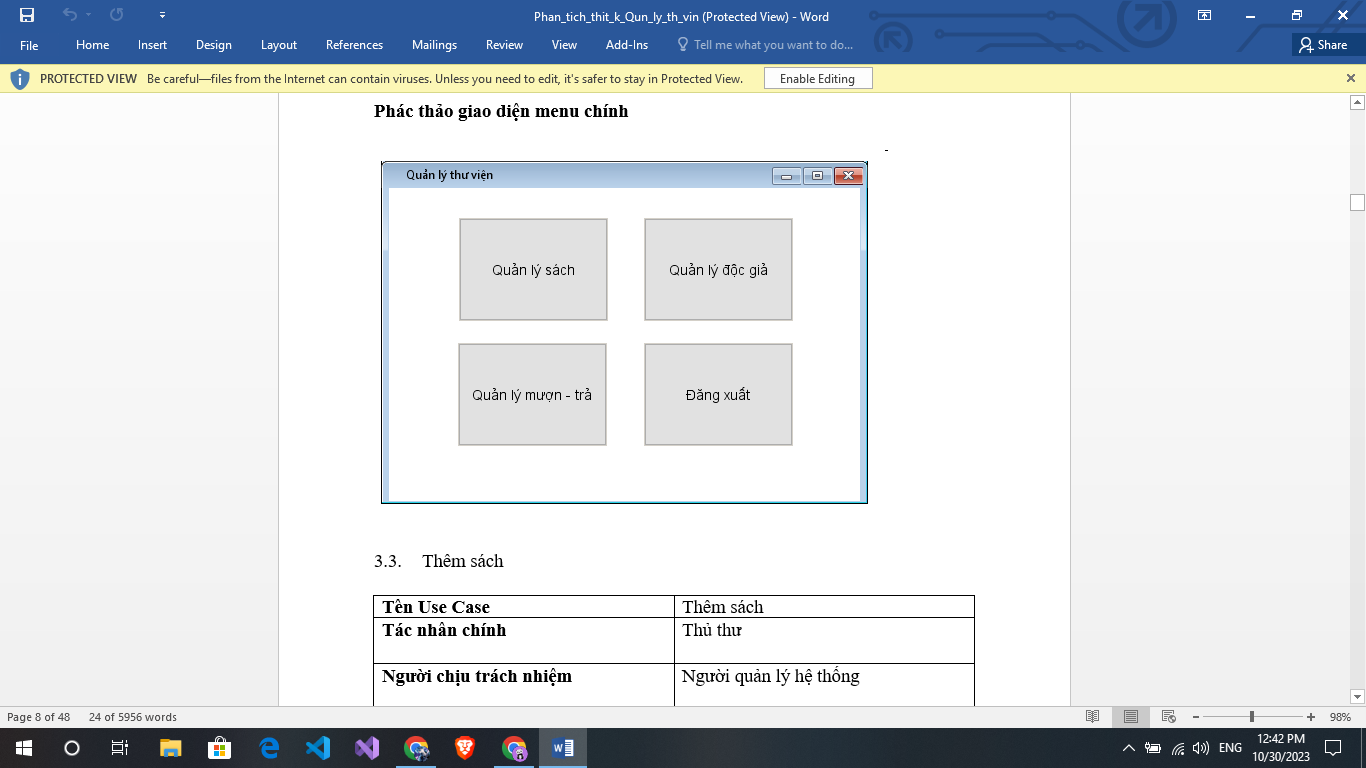 Phan_tich_thit_k_Qun_ly_th_vin (Protected View) - Word
File Home Insert Design Layout References Mailings Review View Add-Ins Tell me what you want to do... Share
PROTECTED VIEW Be careful—files from the Internet can contain viruses. Unless you need to edit, it's safer to stay in Protected View. Enable Editing
Phác thảo giao diện menu chính
Quản lý thư viện
Quản lý sách Quản lý độc giả
Quản lý mượn - trả Đăng xuất
3.3. Thêm sách
Tên Use Case Thêm sách
Tác nhân chính Thủ thư
Người chịu trách nhiệm Người quản lý hệ thống
Page 8 of 48 24 of 5956 words 98%
ENG 12:42 PM
10/30/2023